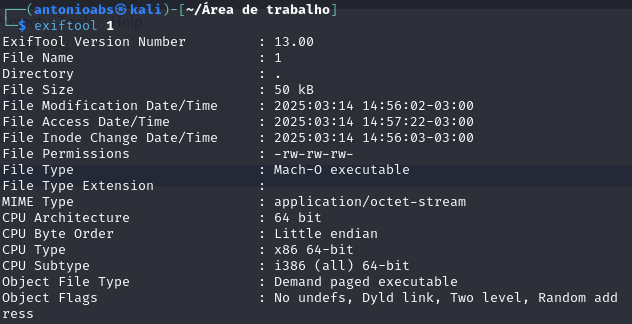 ┌──(antonioabs㉿kali)-[~/Área de trabalho]
└─$ exiftool 1
ExifTool Version Number         : 13.00
File Name                       : 1
Directory                       : .
File Size                       : 50 kB
File Modification Date/Time     : 2025:03:14 14:56:02-03:00
File Access Date/Time           : 2025:03:14 14:57:22-03:00
File Inode Change Date/Time     : 2025:03:14 14:56:03-03:00
File Permissions                : -rw-rw-rw-
File Type                       : Mach-O executable
File Type Extension             :
MIME Type                       : application/octet-stream
CPU Architecture                : 64 bit
CPU Byte Order                  : Little endian
CPU Type                        : x86 64-bit
CPU Subtype                     : i386 (all) 64-bit
Object File Type                : Demand paged executable
Object Flags                    : No undefs, Dyld link, Two level, Random add
ress